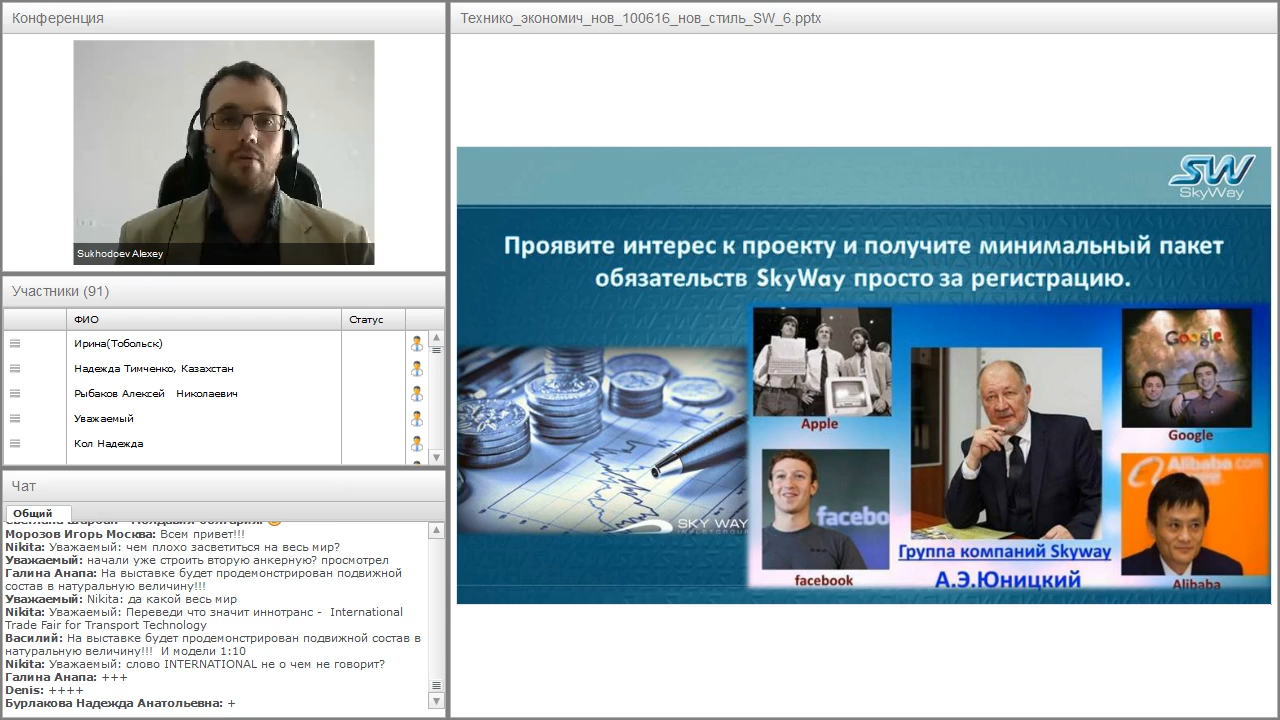 Конференция
Sukhodoev Alexey
Участники (91)
ФИО
Статус
Ирина(Тобольск)
Надежда Тимченко, Казахстан
Рыбаков Алексей Николаевич
Уважаемый
Кол Надежда
Чат
Общий
Морозов Игорь Москва: Всем привет!!!
Nikita: Уважаемый: чем плохо засветиться на весь мир?
Уважаемый: начали уже строить вторую анкерную? просмотрел
Галина Анапа: На выставке будет продемонстрирован подвижной
состав в натуральную величину!!!
Уважаемый: Nikita: да какой весь мир
Nikita: Уважаемый: Переведи что значит иннотранс - International
Trade Fair for Transport Technology
Василий: На выставке будет продемонстрирован подвижной состав в
натуральную величину!!! И модели 1:10
Nikita: Уважаемый: слово INTERNATIONAL не о чем не говорит?
Галина Анапа: +++
Denis: ++++
Бурлакова Надежда Анатольевна: +
Технико_экономич_нов_100616_нов_стиль_SW_6.pptx
SW
SkyWay
Проявите интерес к проекту и получите минимальный пакет
обязательств SkyWay просто за регистрацию.
SKY WAY
Apple
Google
Google
facebo
facebook
Группа компаний Skyway
А.Э.Юницкий
Alibaba.com
Alibaba